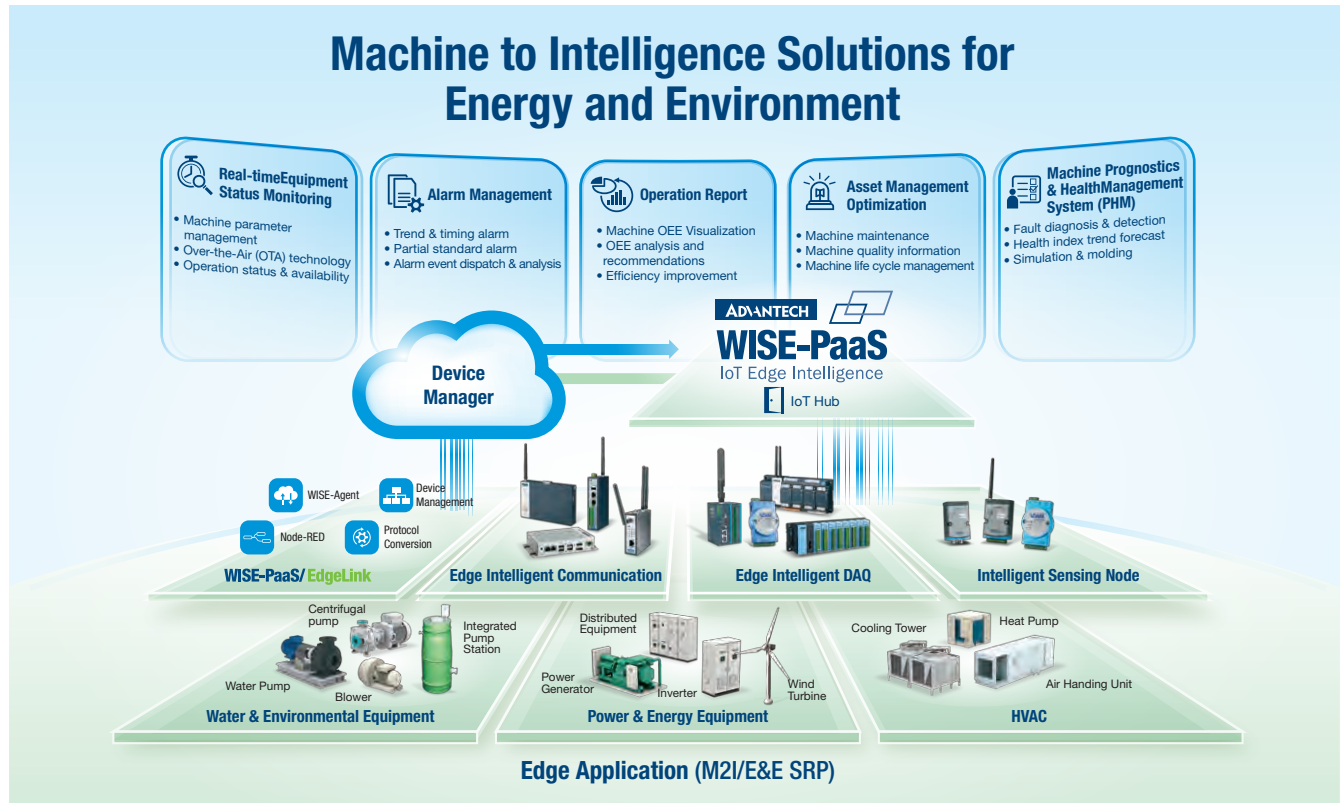 Machine to Intelligence Solutions for
Energy and Environment
Real-timeEquipment
Status Monitoring
• Machine parameter
management
• Over-the-Air (OTA) technology
• Operation status & availability
Alarm Management
• Trend & timing alarm
• Partial standard alarm
• Alarm event dispatch & analysis
Operation Report
• Machine OEE Visualization
• OEE analysis and
recommendations
• Efficiency improvement
Asset Management
Optimization
• Machine maintenance
• Machine quality information
• Machine life cycle management
Machine Prognostics
& HealthManagement
System (PHM)
• Fault diagnosis & detection
• Health index trend forecast
• Simulation & molding
Device
Manager
ADVANTECH
WISE-PaaS
IoT Edge Intelligence
IoT Hub
WISE-Agent
Device
Management
Node-RED
Protocol
Conversion
WISE-PaaS/EdgeLink
Edge Intelligent Communication
Edge Intelligent DAQ
Intelligent Sensing Node
Centrifugal
pump
Integrated
Pump
Station
Water Pump
Blower
Water & Environmental Equipment
Distributed
Equipment
Power
Generator
Inverter
Wind
Turbine
Power & Energy Equipment
Cooling Tower
Heat Pump
Air Handing Unit
HVAC
Edge Application (M2I/E&E SRP)